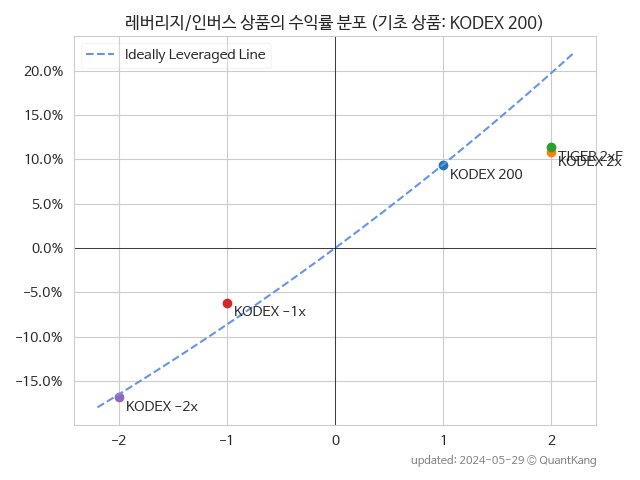 레버리지/인버스 상품의 수익률 분포 (기초 상품: KODEX 200)
Ideally Leveraged Line
20.0%
15.0%
10.0%
5.0%
0.0%
−5.0%
−10.0%
−15.0%
TIGER 2xF
KODEX 2x
KODEX 200
KODEX −1x
KODEX −2x
−2
−1
0
1
2
updated: 2024-05-29 © QuantKang